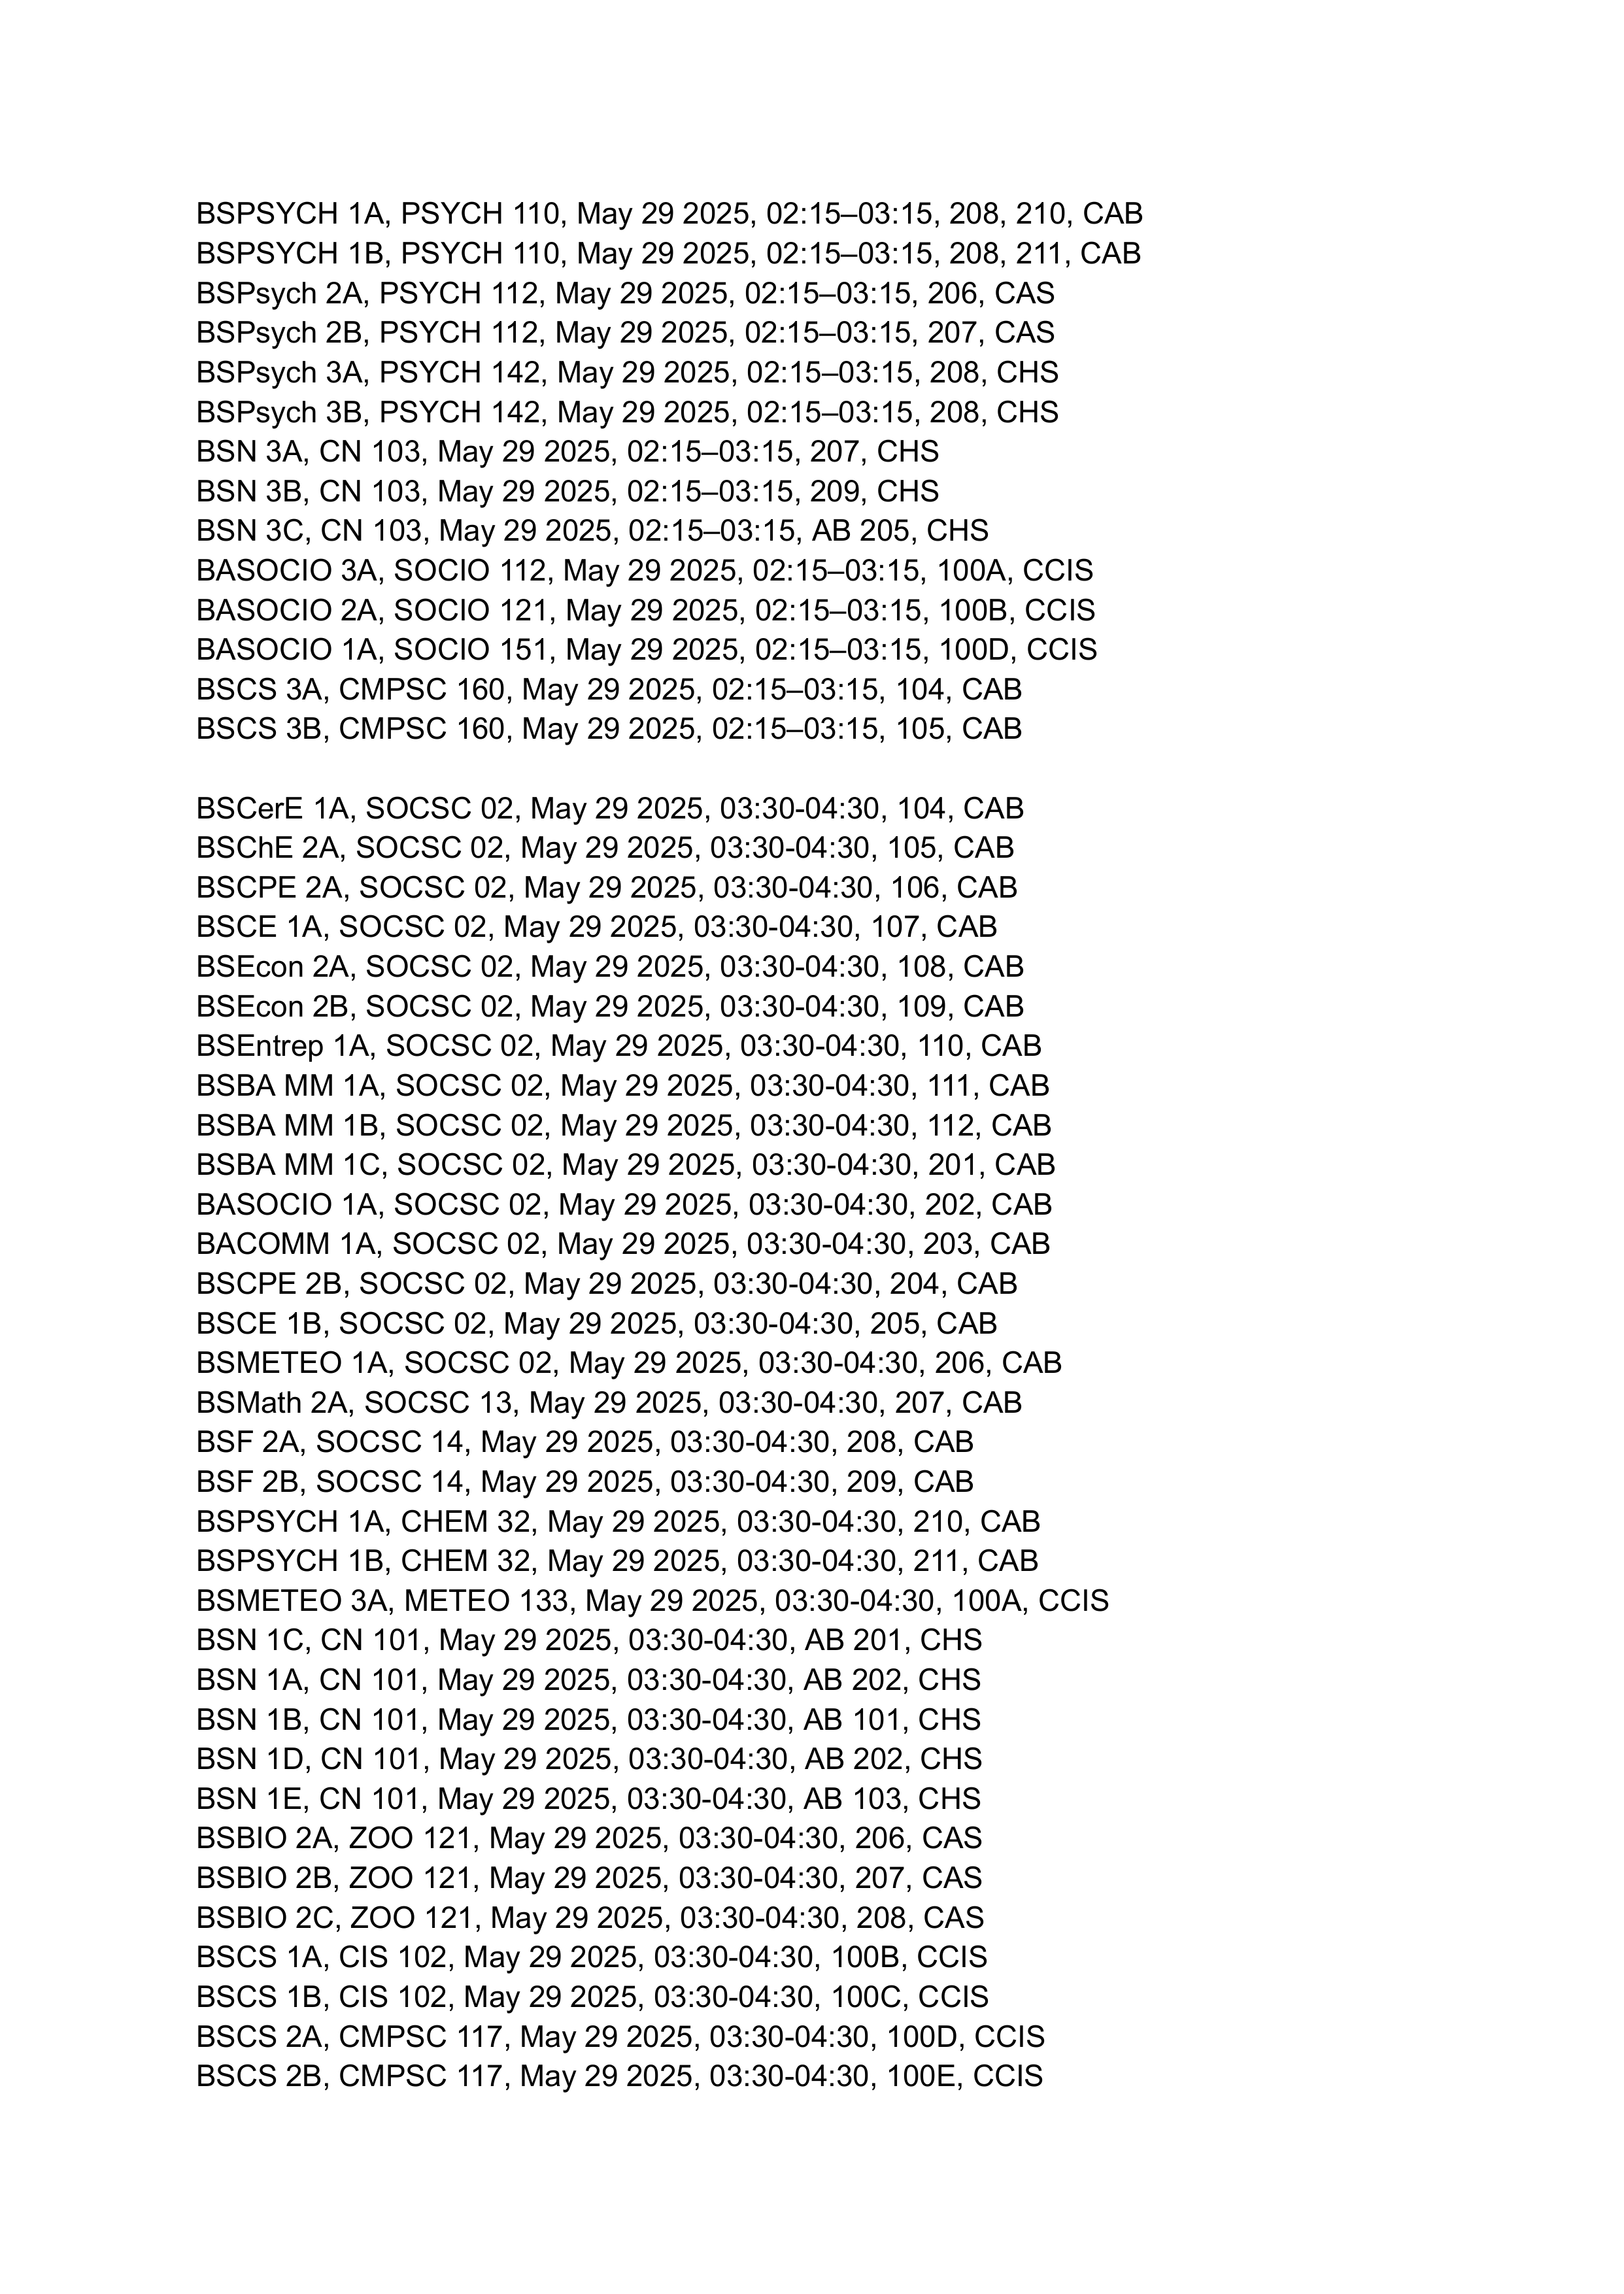 BSPSYCH 1A, PSYCH 110, May 29 2025, 02:15–03:15, 208, 210, CAB
BSPSYCH 1B, PSYCH 110, May 29 2025, 02:15–03:15, 208, 211, CAB
BSPsych 2A, PSYCH 112, May 29 2025, 02:15–03:15, 206, CAS
BSPsych 2B, PSYCH 112, May 29 2025, 02:15–03:15, 207, CAS
BSPsych 3A, PSYCH 142, May 29 2025, 02:15–03:15, 208, CHS
BSPsych 3B, PSYCH 142, May 29 2025, 02:15–03:15, 208, CHS
BSN 3A, CN 103, May 29 2025, 02:15–03:15, 207, CHS
BSN 3B, CN 103, May 29 2025, 02:15–03:15, 209, CHS
BSN 3C, CN 103, May 29 2025, 02:15–03:15, AB 205, CHS
BASOCIO 3A, SOCIO 112, May 29 2025, 02:15–03:15, 100A, CCIS
BASOCIO 2A, SOCIO 121, May 29 2025, 02:15–03:15, 100B, CCIS
BASOCIO 1A, SOCIO 151, May 29 2025, 02:15–03:15, 100D, CCIS
BSCS 3A, CMPSC 160, May 29 2025, 02:15–03:15, 104, CAB
BSCS 3B, CMPSC 160, May 29 2025, 02:15–03:15, 105, CAB

BSCerE 1A, SOCSC 02, May 29 2025, 03:30-04:30, 104, CAB
BSChE 2A, SOCSC 02, May 29 2025, 03:30-04:30, 105, CAB
BSCPE 2A, SOCSC 02, May 29 2025, 03:30-04:30, 106, CAB
BSCE 1A, SOCSC 02, May 29 2025, 03:30-04:30, 107, CAB
BSEcon 2A, SOCSC 02, May 29 2025, 03:30-04:30, 108, CAB
BSEcon 2B, SOCSC 02, May 29 2025, 03:30-04:30, 109, CAB
BSEntrep 1A, SOCSC 02, May 29 2025, 03:30-04:30, 110, CAB
BSBA MM 1A, SOCSC 02, May 29 2025, 03:30-04:30, 111, CAB
BSBA MM 1B, SOCSC 02, May 29 2025, 03:30-04:30, 112, CAB
BSBA MM 1C, SOCSC 02, May 29 2025, 03:30-04:30, 201, CAB
BASOCIO 1A, SOCSC 02, May 29 2025, 03:30-04:30, 202, CAB
BACOMM 1A, SOCSC 02, May 29 2025, 03:30-04:30, 203, CAB
BSCPE 2B, SOCSC 02, May 29 2025, 03:30-04:30, 204, CAB
BSCE 1B, SOCSC 02, May 29 2025, 03:30-04:30, 205, CAB
BSMETEO 1A, SOCSC 02, May 29 2025, 03:30-04:30, 206, CAB
BSMath 2A, SOCSC 13, May 29 2025, 03:30-04:30, 207, CAB
BSF 2A, SOCSC 14, May 29 2025, 03:30-04:30, 208, CAB
BSF 2B, SOCSC 14, May 29 2025, 03:30-04:30, 209, CAB
BSPSYCH 1A, CHEM 32, May 29 2025, 03:30-04:30, 210, CAB
BSPSYCH 1B, CHEM 32, May 29 2025, 03:30-04:30, 211, CAB
BSMETEO 3A, METEO 133, May 29 2025, 03:30-04:30, 100A, CCIS
BSN 1C, CN 101, May 29 2025, 03:30-04:30, AB 201, CHS
BSN 1A, CN 101, May 29 2025, 03:30-04:30, AB 202, CHS
BSN 1B, CN 101, May 29 2025, 03:30-04:30, AB 101, CHS
BSN 1D, CN 101, May 29 2025, 03:30-04:30, AB 202, CHS
BSN 1E, CN 101, May 29 2025, 03:30-04:30, AB 103, CHS
BSBIO 2A, ZOO 121, May 29 2025, 03:30-04:30, 206, CAS
BSBIO 2B, ZOO 121, May 29 2025, 03:30-04:30, 207, CAS
BSBIO 2C, ZOO 121, May 29 2025, 03:30-04:30, 208, CAS
BSCS 1A, CIS 102, May 29 2025, 03:30-04:30, 100B, CCIS
BSCS 1B, CIS 102, May 29 2025, 03:30-04:30, 100C, CCIS
BSCS 2A, CMPSC 117, May 29 2025, 03:30-04:30, 100D, CCIS
BSCS 2B, CMPSC 117, May 29 2025, 03:30-04:30, 100E, CCIS